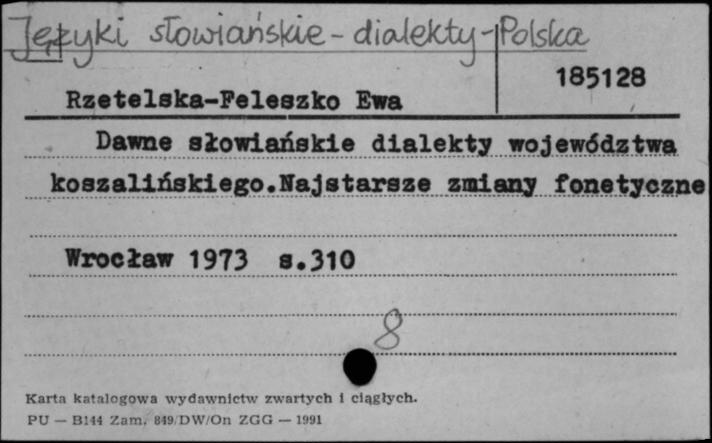 Języki słowiańskie - dialekty - Polska
185128
Rzetelska-Feleszko Ewa
Dawne słowiańskie dialekty województwa
koszalińskiego.Najstarsze zmiany fonetyczne
Wrocław 1973 s.310
8
Karta katalogowa wydawnictw zwartych i ciągłych.
PU — B144 Zam. 849/DW/On ZGG — 1991